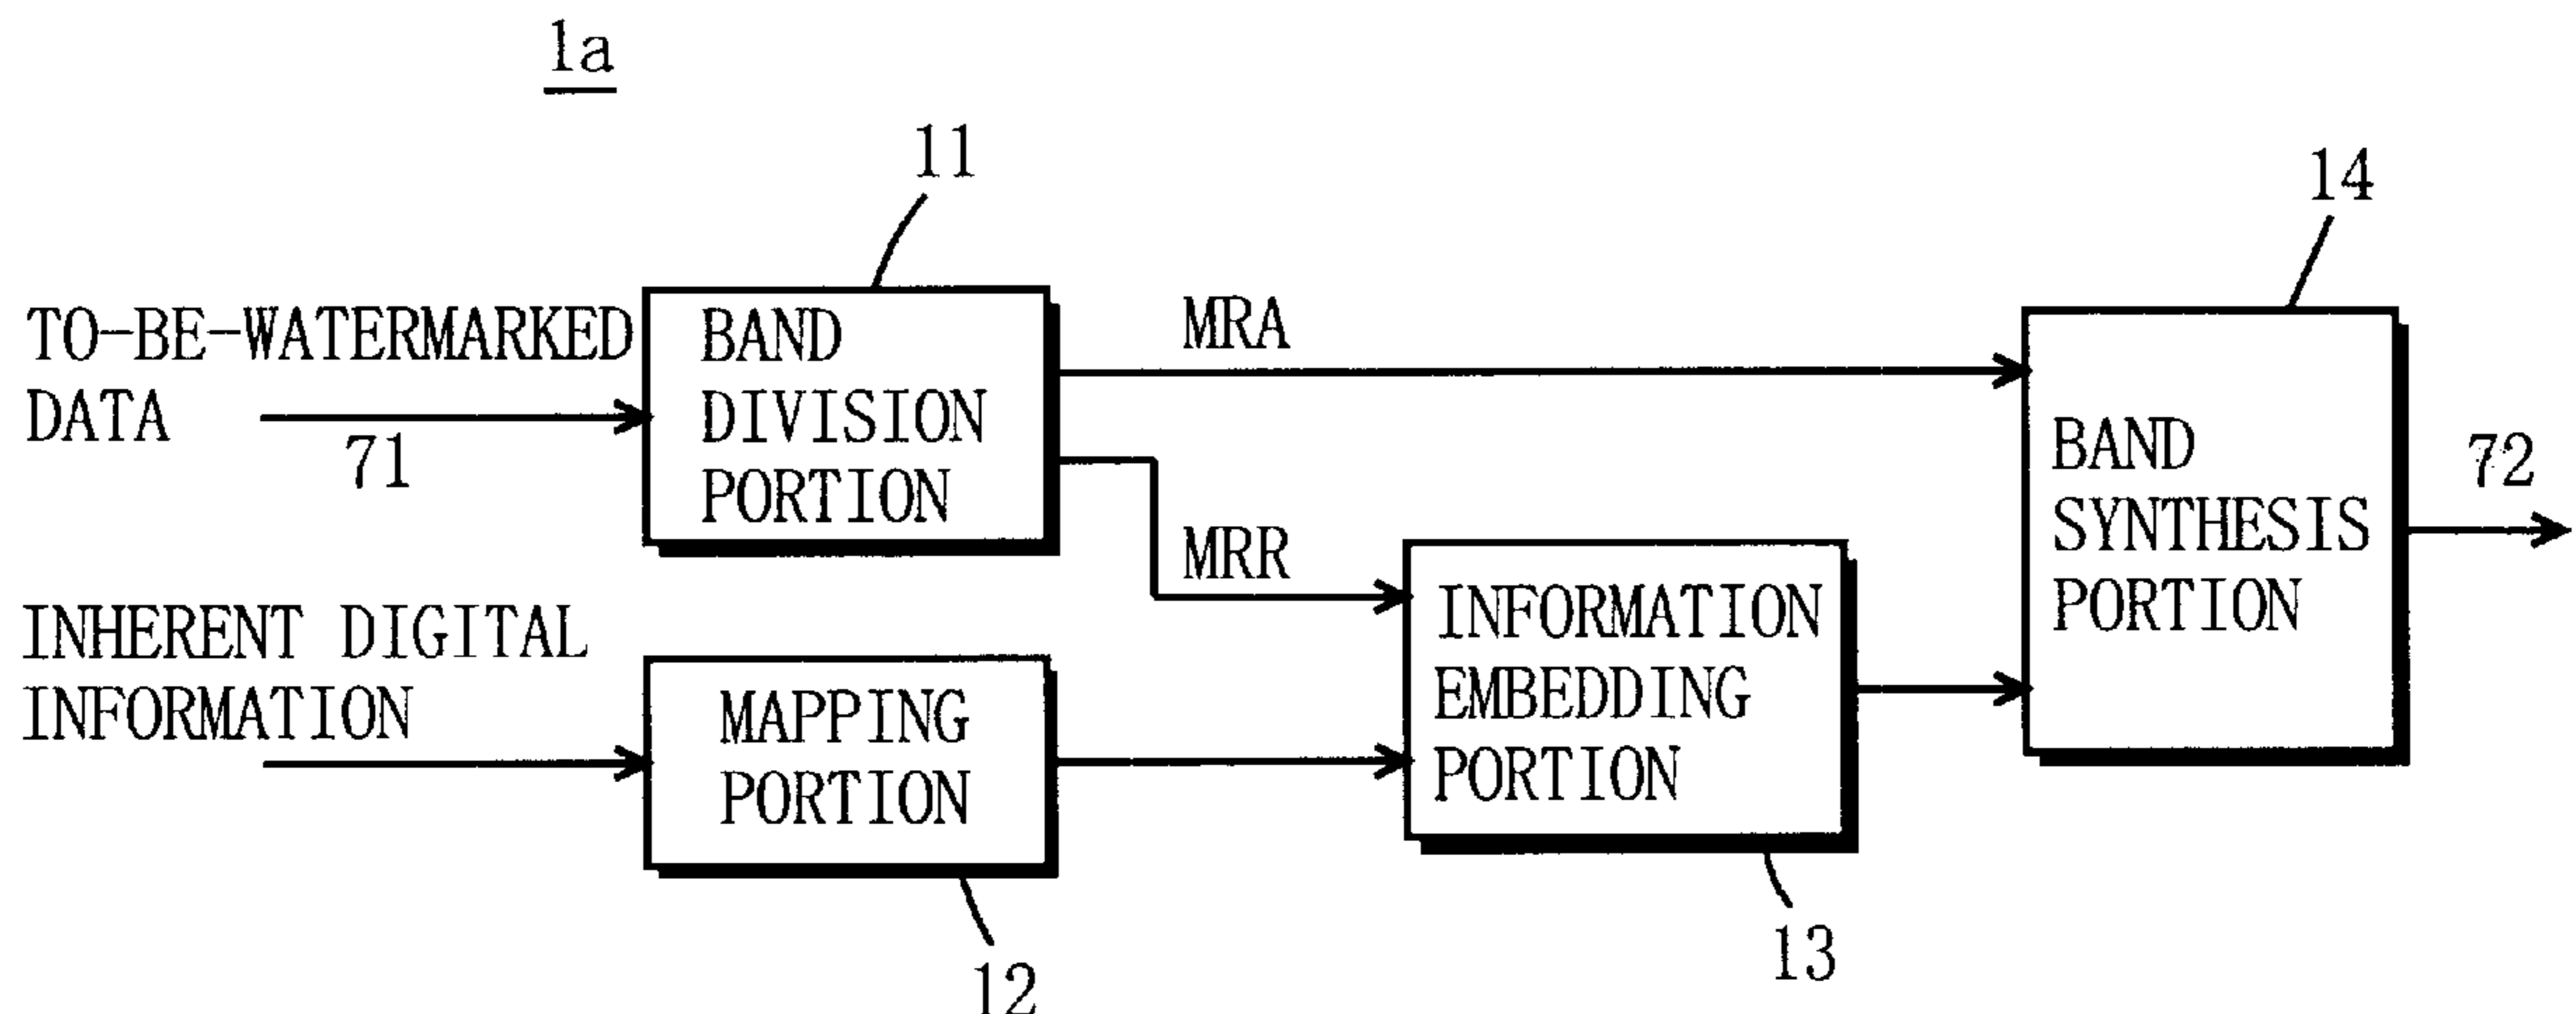 1a
11
14
TO-BE-WATERMARKED
DATA
71
BAND
DIVISION
PORTION
MRA
MRR
BAND
SYNTHESIS
PORTION
72
INHERENT DIGITAL
INFORMATION
MAPPING
PORTION
INFORMATION
EMBEDDING
PORTION
12
13